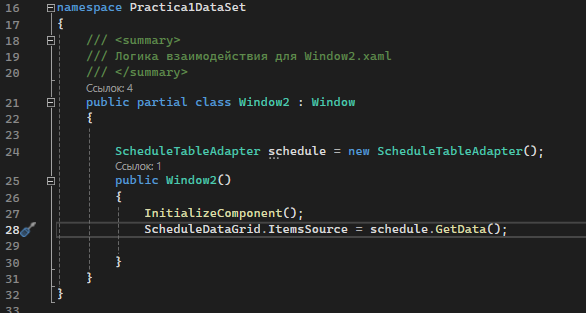 16 namespace Practica1DataSet
17 {
18 /// <summary>
19 /// Логика взаимодействия для Window2.xaml
20 /// </summary>
Ссылок: 4
21 public partial class Window2 : Window
22 {
23
24 ScheduleTableAdapter schedule = new ScheduleTableAdapter();
Ссылок: 1
25 public Window2()
26 {
27 InitializeComponent();
28 ScheduleDataGrid.ItemsSource = schedule.GetData();
29
30 }
31 }
32 }
33